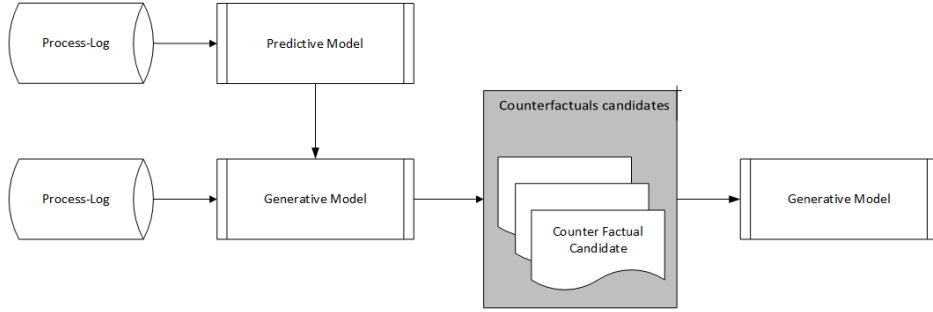 Process-Log
Predictive Model
Counterfactuals candidates
Process-Log
Generative Model
Counter Factual
Candidate
Generative Model